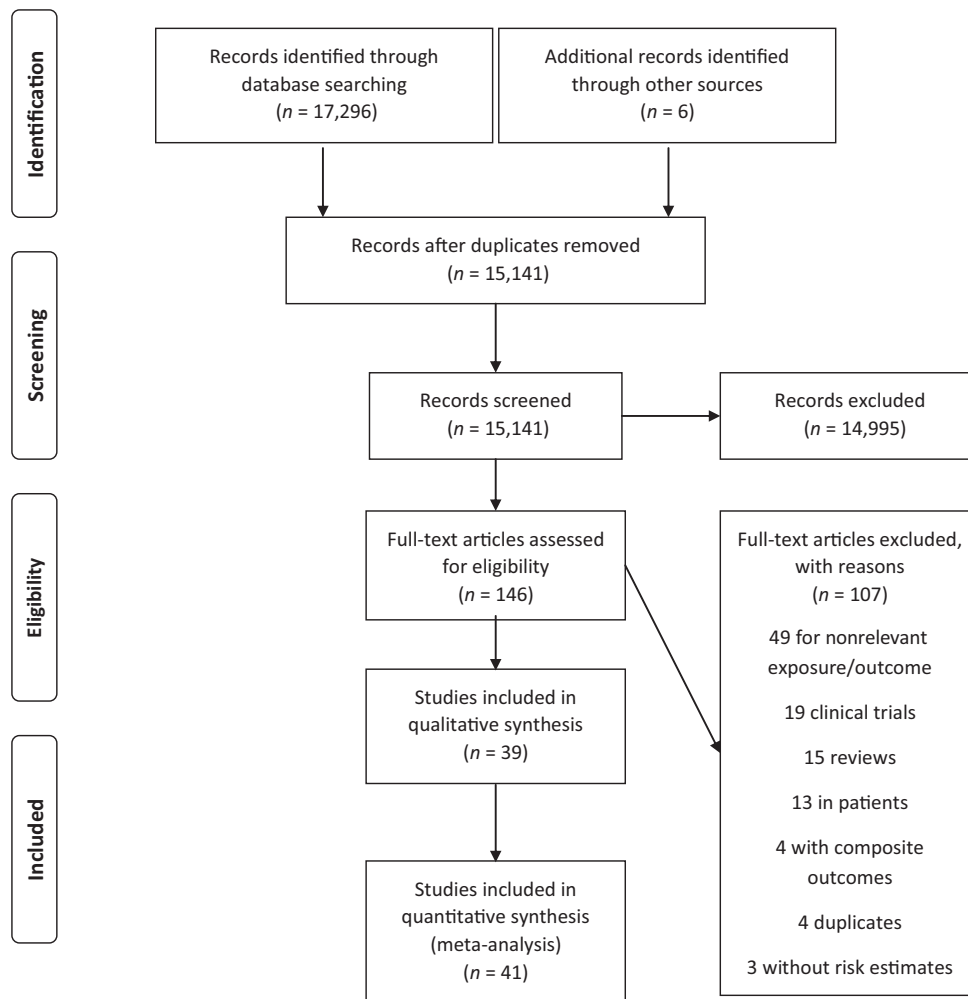 Identification
Records identified through
database searching
(n = 17,296)
Additional records identified
through other sources
(n = 6)
Records after duplicates removed
(n = 15,141)
Screening
Records screened
(n = 15,141)
Records excluded
(n = 14,995)
Eligibility
Full-text articles assessed
for eligibility
(n = 146)
Full-text articles excluded,
with reasons
(n = 107)
49 for nonrelevant
exposure/outcome
19 clinical trials
15 reviews
13 in patients
4 with composite
outcomes
4 duplicates
3 without risk estimates
Studies included in
qualitative synthesis
(n = 39)
Included
Studies included in
quantitative synthesis
(meta-analysis)
(n = 41)